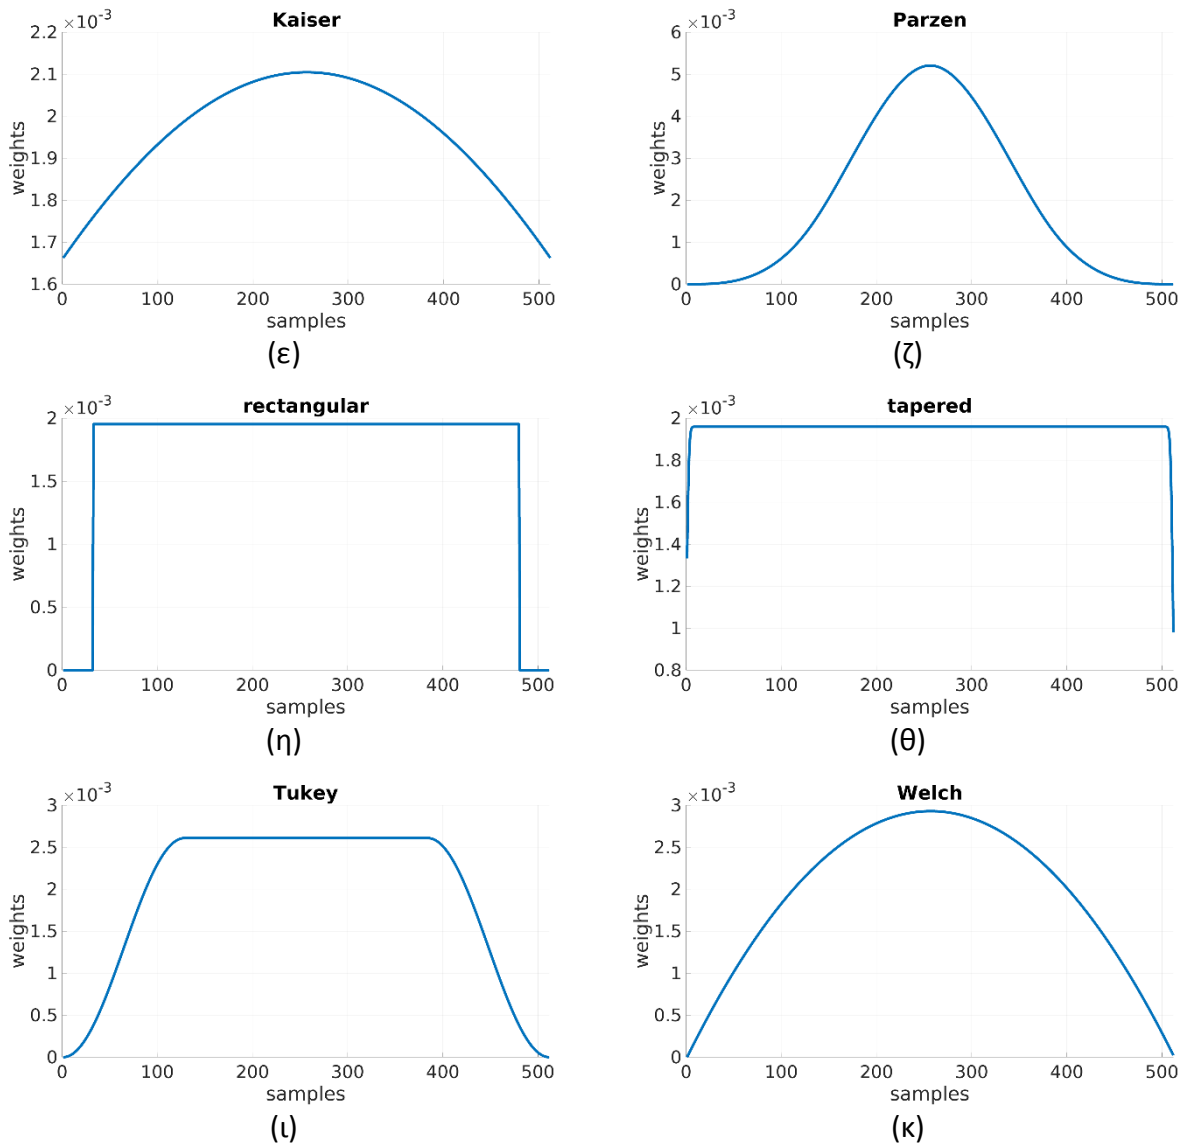 Kaiser
×10⁻³
2.2
2.1
2
1.9
1.8
1.7
1.6
weights
0 100 200 300 400 500
samples
(ε)
Parzen
×10⁻³
6
5
4
3
2
1
0
weights
0 100 200 300 400 500
samples
(ζ)
rectangular
×10⁻³
2
1.5
1
0.5
0
weights
0 100 200 300 400 500
samples
(η)
tapered
×10⁻³
2
1.8
1.6
1.4
1.2
1
0.8
weights
0 100 200 300 400 500
samples
(θ)
Tukey
×10⁻³
3
2.5
2
1.5
1
0.5
0
weights
0 100 200 300 400 500
samples
(ι)
Welch
×10⁻³
3
2.5
2
1.5
1
0.5
0
weights
0 100 200 300 400 500
samples
(κ)